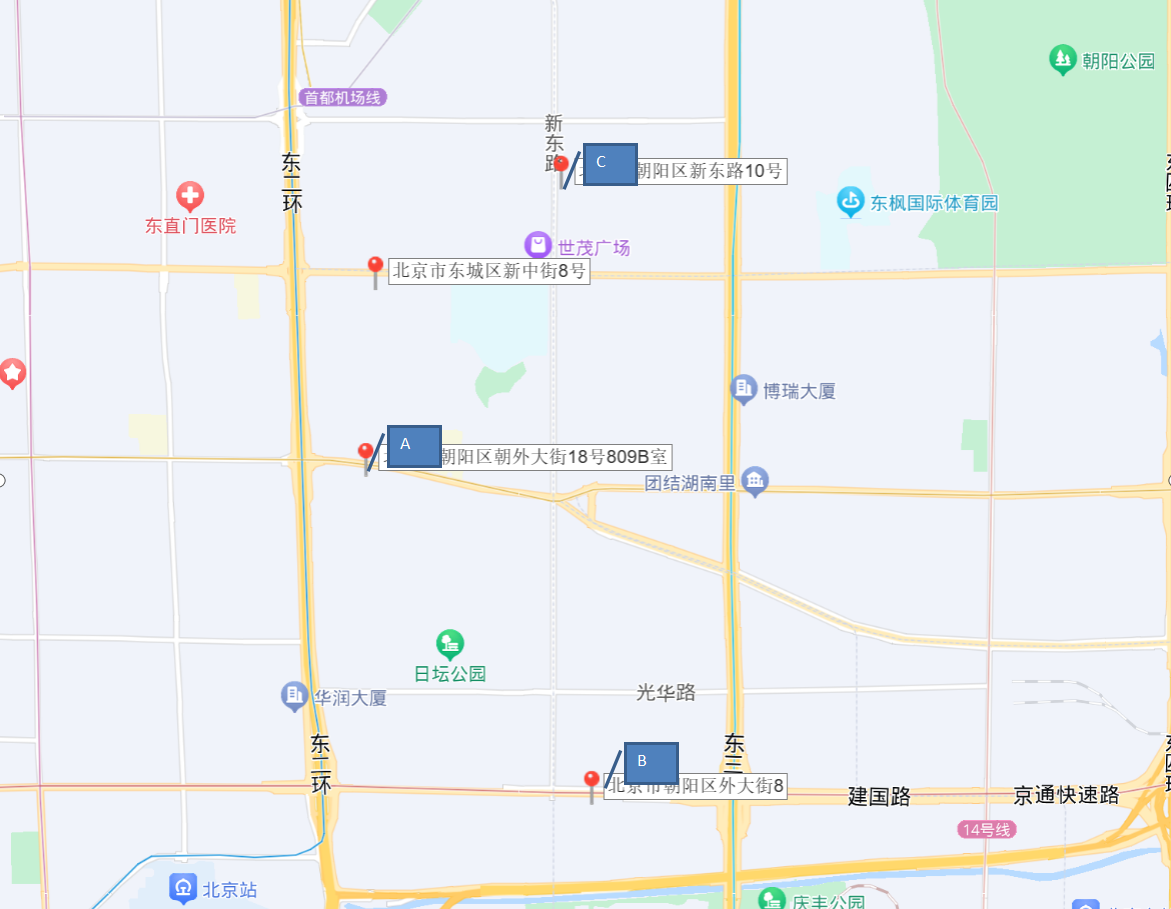 朝阳公园
首都机场线
新东路
C
朝阳区新东路10号
东二环
东直门医院
东枫国际体育园
世茂广场
北京市东城区新中街8号
博瑞大厦
A
朝阳区朝外大街18号809B室
团结湖南里
日坛公园
光华路
华润大厦
东二环
东三
B
北京市朝阳区外大街8
建国路
京通快速路
14号线
北京站
庆丰公园